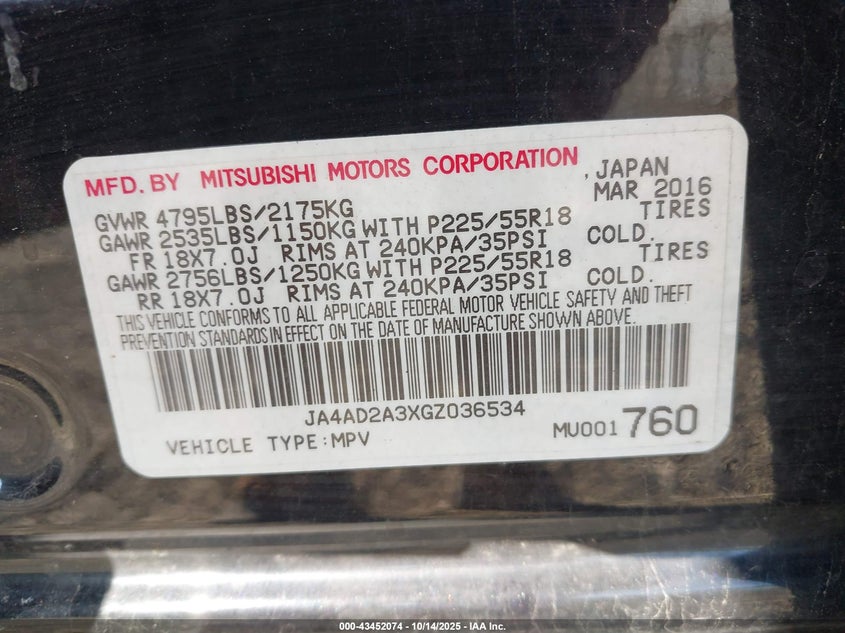 MFD. BY MITSUBISHI MOTORS CORPORATION , JAPAN
MAR 2016
GVWR 4795LBS/2175KG
GAWR 2535LBS/1150KG WITH P225/55R18 TIRES
FR 18X7.0J RIMS AT 240KPA/35PSI COLD.
GAWR 2756LBS/1250KG WITH P225/55R18 TIRES
RR 18X7.0J RIMS AT 240KPA/35PSI COLD.
THIS VEHICLE CONFORMS TO ALL APPLICABLE FEDERAL MOTOR VEHICLE SAFETY AND THEFT
PREVENTION STANDARDS IN EFFECT ON THE DATE OF MANUFACTURE SHOWN ABOVE.
JA4AD2A3XGZ036534
VEHICLE TYPE:MPV MU001760
000-43452074 - 10/14/2025 - IAA Inc.